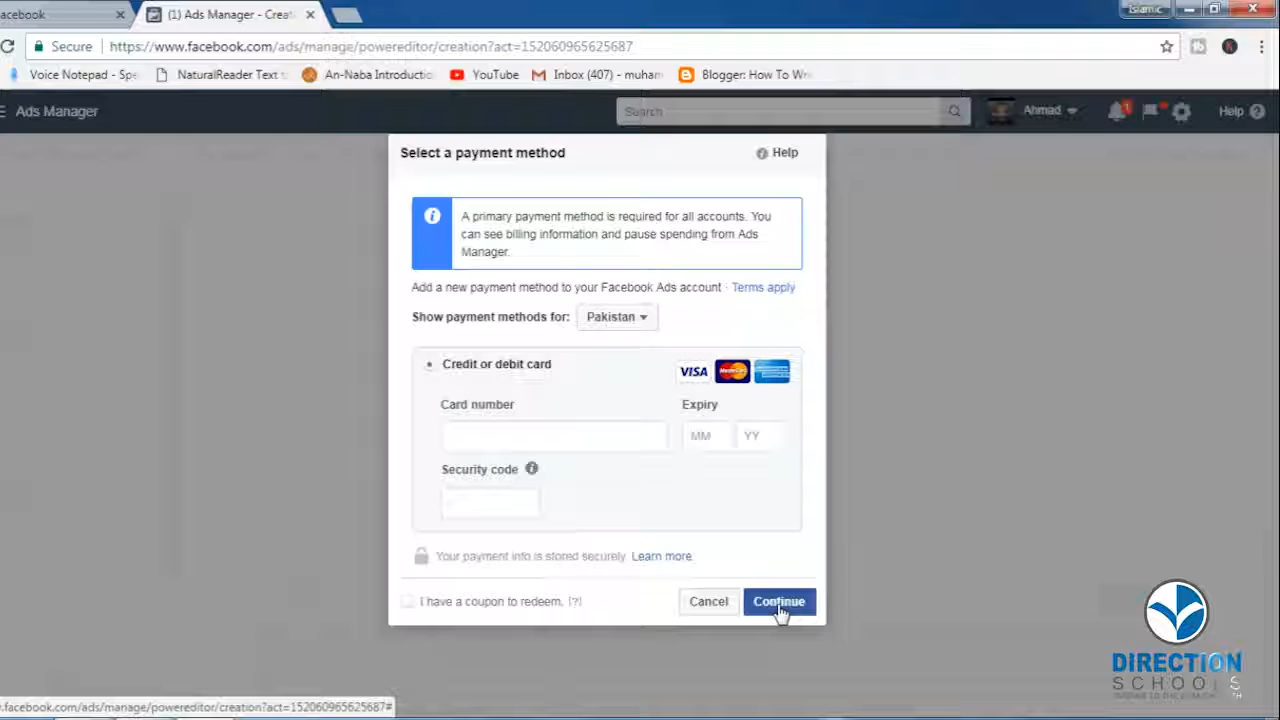 acebook
(1) Ads Manager - Creat
Islamic
Secure
https://www.facebook.com/ads/manage/powereditor/creation?act=152060965625687
Voice Notepad - Spe
NaturalReader Text t
An-Naba Introductio
YouTube
Inbox (407) - muham
Blogger: How To Wr
Ads Manager
Search
Ahmad
1
Help
Select a payment method
Help
A primary payment method is required for all accounts. You
can see billing information and pause spending from Ads
Manager.
Add a new payment method to your Facebook Ads account · Terms apply
Show payment methods for: Pakistan
Credit or debit card
VISA
MasterCard
Card number
Expiry
MM
YY
Security code
Your payment info is stored securely. Learn more.
I have a coupon to redeem. [?]
Cancel
Continue
DIRECTION
SCHOOLS
v.facebook.com/ads/manage/powereditor/creation?act=152060965625687#